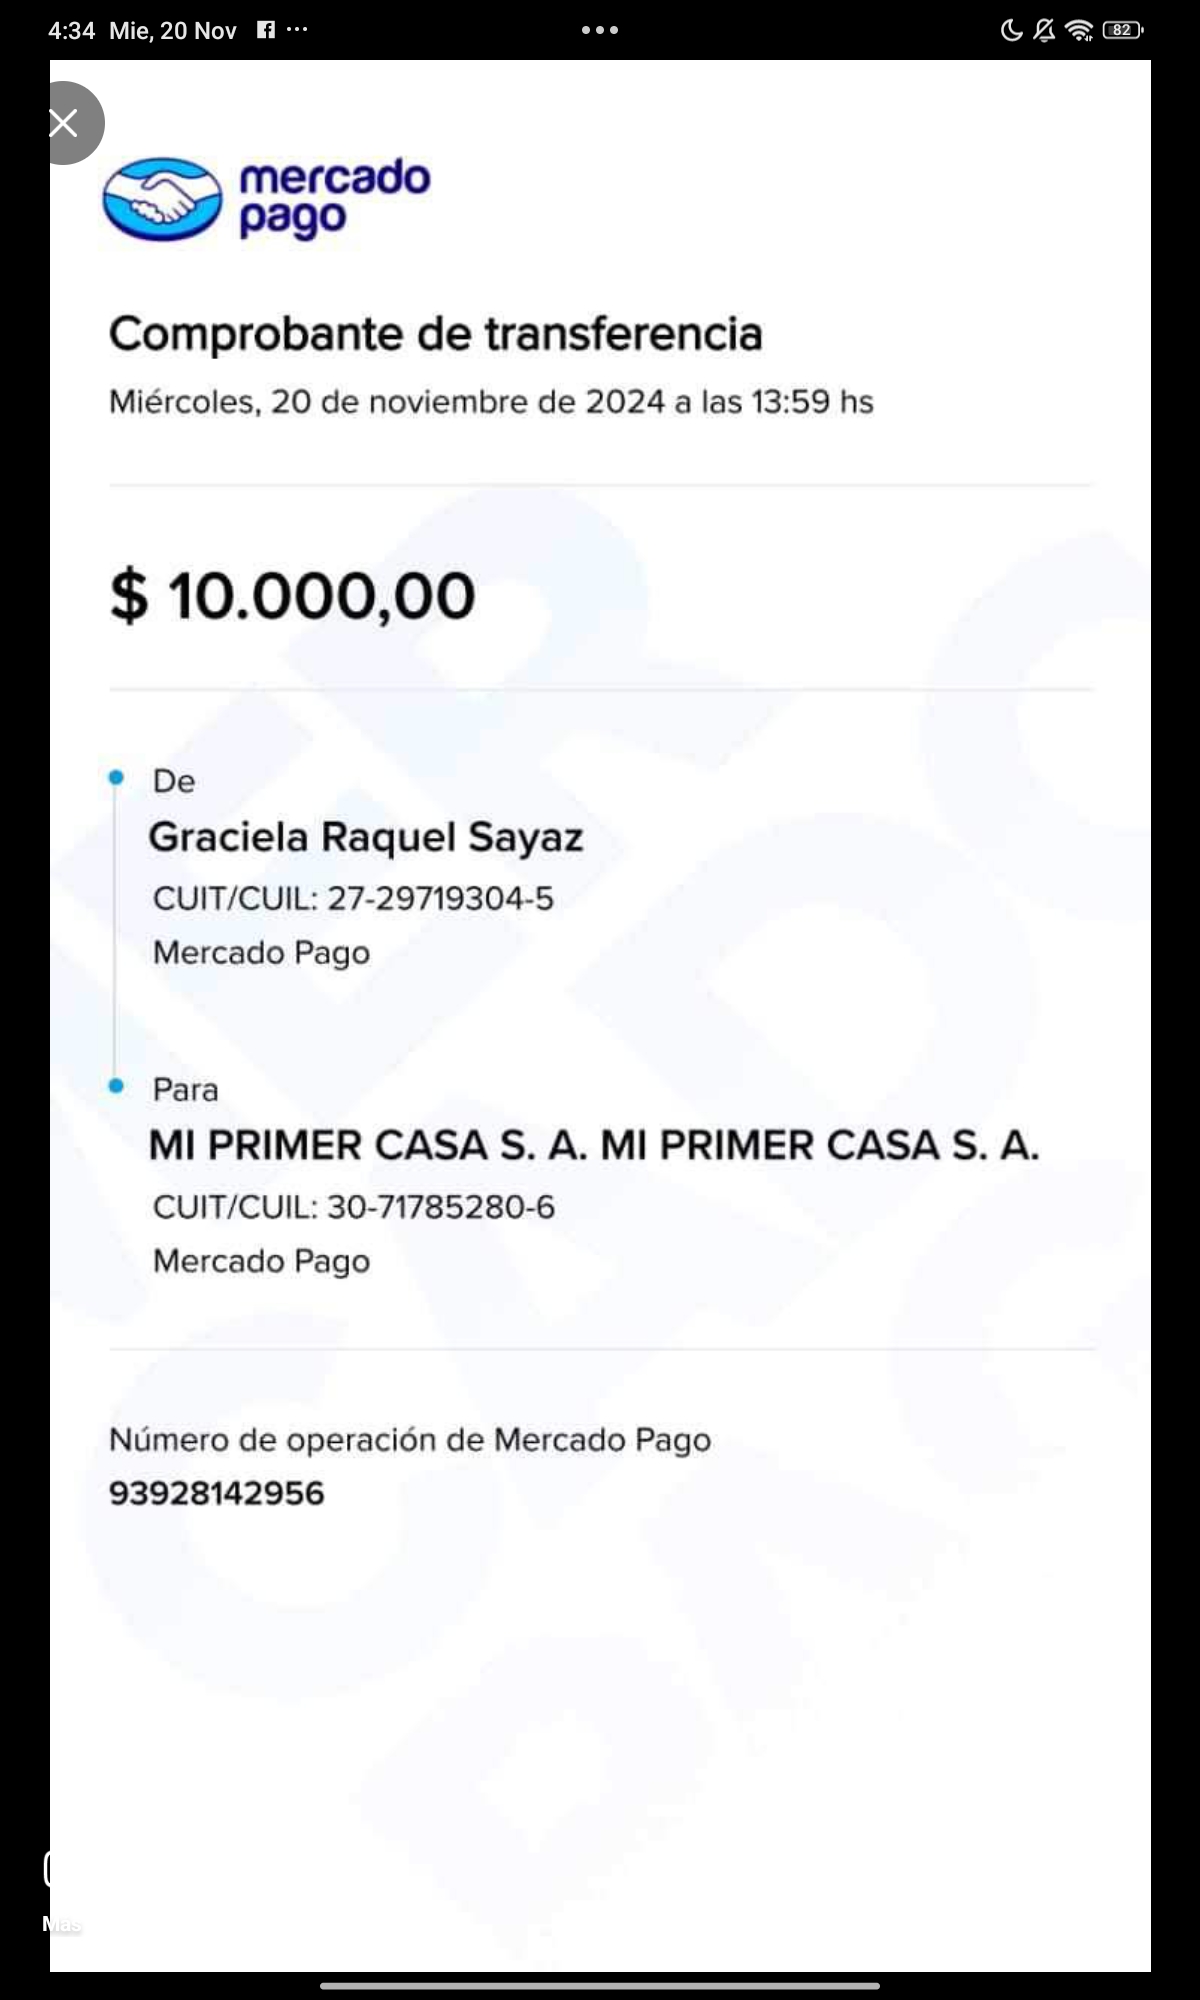 4:34 Mie, 20 Nov
82
mercado
pago
Comprobante de transferencia
Miércoles, 20 de noviembre de 2024 a las 13:59 hs
$ 10.000,00
De
Graciela Raquel Sayaz
CUIT/CUIL: 27-29719304-5
Mercado Pago
Para
MI PRIMER CASA S. A. MI PRIMER CASA S. A.
CUIT/CUIL: 30-71785280-6
Mercado Pago
Número de operación de Mercado Pago
93928142956
Más